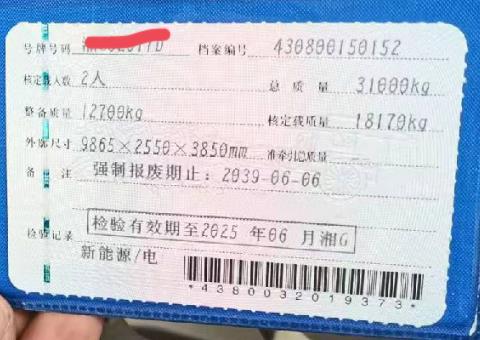 号牌号码 档案编号 430800150152
核定载人数 2人 总质量 31000kg
整备质量 12700kg 核定载质量 18170kg
外廓尺寸 9865×2550×3850mm 准牵引总质量
备注 强制报废期止：2039-06-06
检验记录 检验有效期至2025 年06 月湘G
新能源/电
*4380032019373*